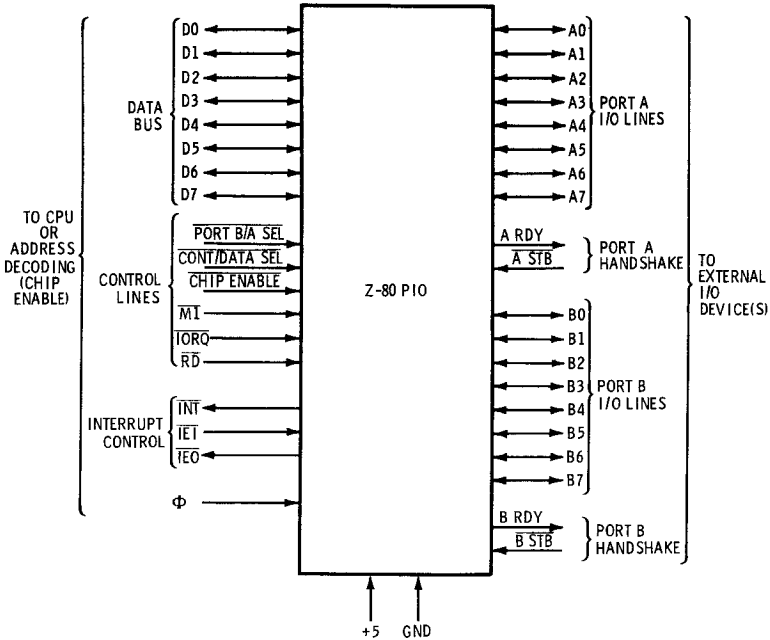 D0
D1
D2
D3
D4
D5
D6
D7
DATA
BUS
TO CPU
OR
ADDRESS
DECODING
(CHIP
ENABLE)
CONTROL
LINES
PORT B/A SEL
CONT/DATA SEL
CHIP ENABLE
MI
IORQ
RD
INTERRUPT
CONTROL
INT
IEI
IEO
Φ
Z-80 PIO
+5
GND
A0
A1
A2
A3
A4
A5
A6
A7
PORT A
I/O LINES
A RDY
A STB
PORT A
HANDSHAKE
B0
B1
B2
B3
B4
B5
B6
B7
PORT B
I/O LINES
B RDY
B STB
PORT B
HANDSHAKE
TO
EXTERNAL
I/O
DEVICE(S)